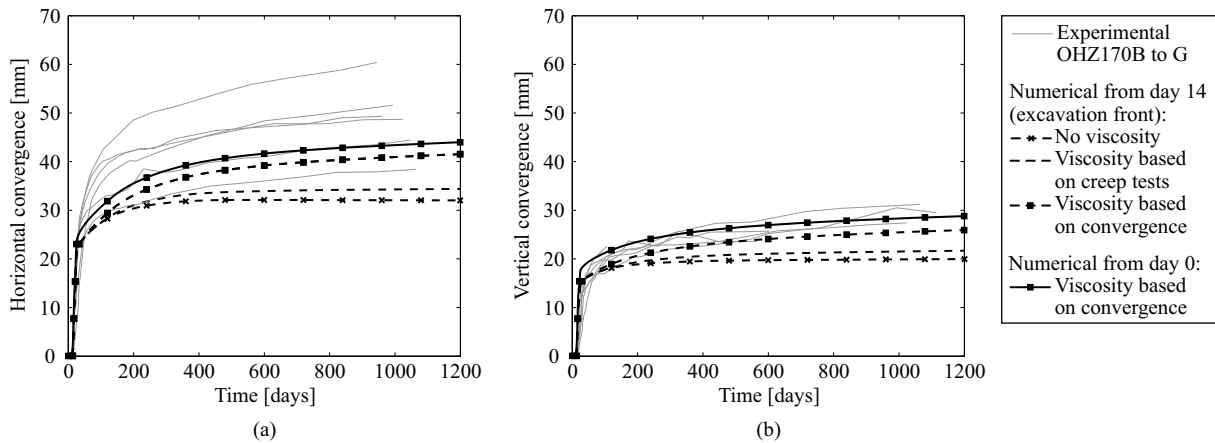 70
60
50
40
30
20
10
0
Horizontal convergence [mm]
0 200 400 600 800 1000 1200
Time [days]
(a)
70
60
50
40
30
20
10
0
Vertical convergence [mm]
0 200 400 600 800 1000 1200
Time [days]
(b)
Experimental
OHZ170B to G
Numerical from day 14
(excavation front):
No viscosity
Viscosity based
on creep tests
Viscosity based
on convergence
Numerical from day 0:
Viscosity based
on convergence